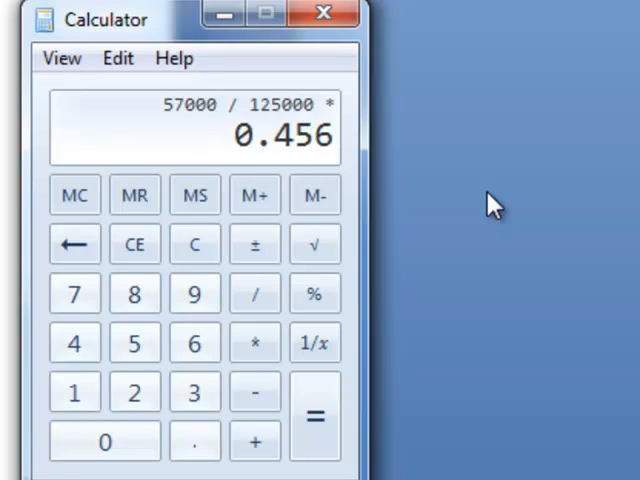 Calculator
View Edit Help
57000 / 125000 *
0.456
MC MR MS M+ M-
← CE C ± √
7 8 9 / %
4 5 6 * 1/x
1 2 3 - =
0 . +